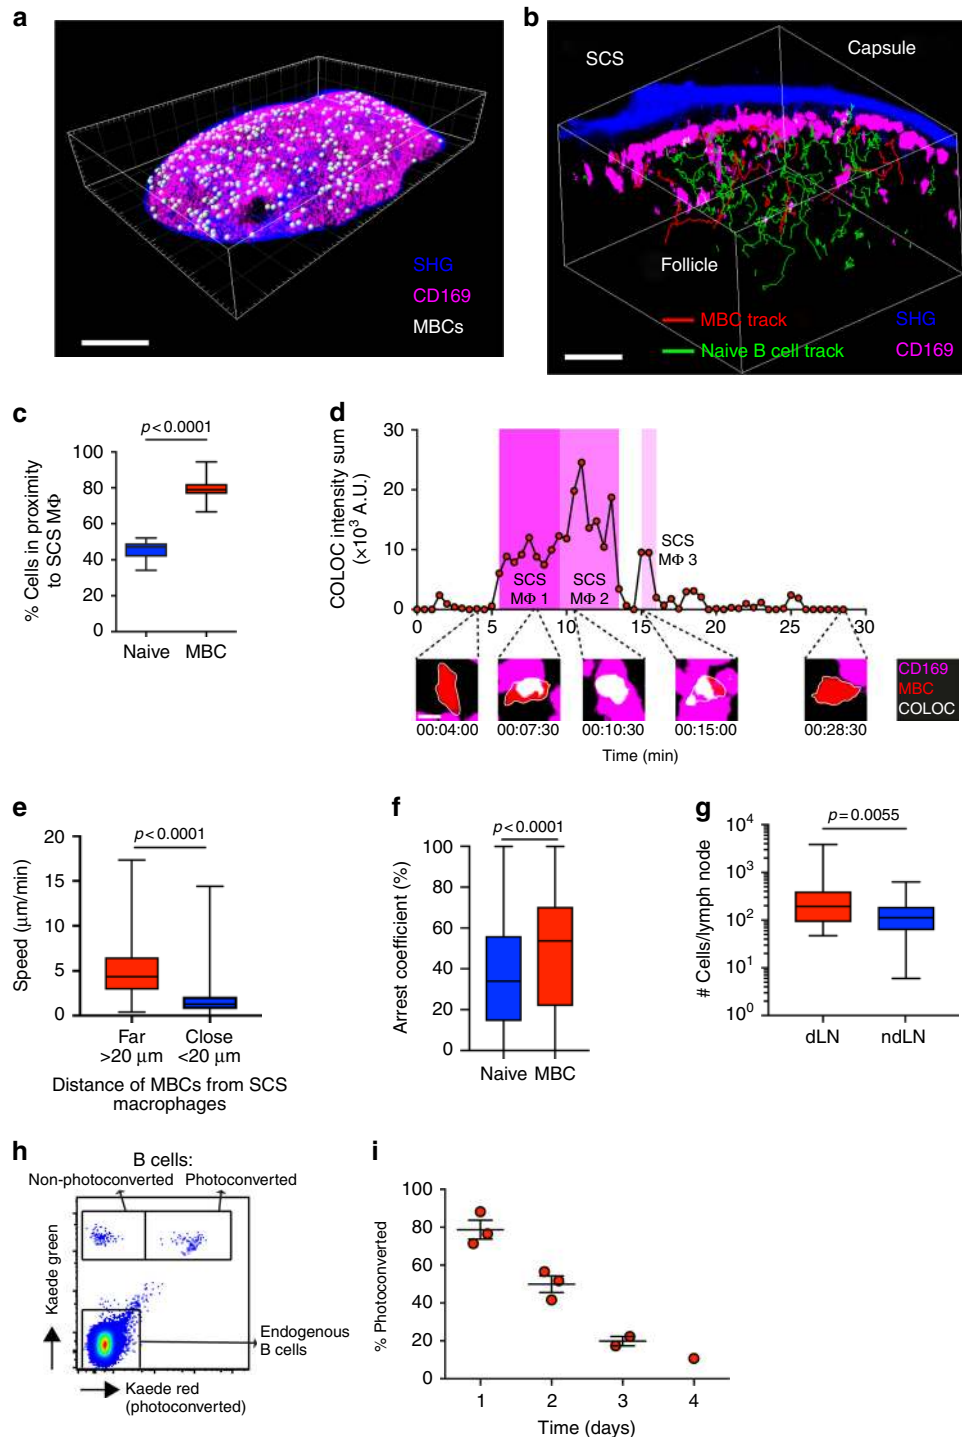 a
SHG
CD169
MBCs
b
SCS
Capsule
Follicle
MBC track
Naive B cell track
SHG
CD169
c
p < 0.0001
% Cells in proximity
to SCS MΦ
100
80
60
40
20
0
Naive MBC
d
COLOC intensity sum
(×10³ A.U.)
30
20
10
0
SCS
MΦ 1
SCS
MΦ 2
SCS
MΦ 3
0 5 10 15 20 25 30
CD169
MBC
COLOC
00:04:00 00:07:30 00:10:30 00:15:00 00:28:30
Time (min)
e
p < 0.0001
Speed (μm/min)
20
15
10
5
0
Far
>20 μm
Close
<20 μm
Distance of MBCs from SCS
macrophages
f
p < 0.0001
Arrest coefficient (%)
100
80
60
40
20
0
Naive MBC
g
p = 0.0055
# Cells/lymph node
10⁴
10³
10²
10¹
10⁰
dLN ndLN
h
B cells:
Non-photoconverted Photoconverted
Kaede green
Endogenous
B cells
Kaede red
(photoconverted)
i
% Photoconverted
100
80
60
40
20
0
1 2 3 4
Time (days)